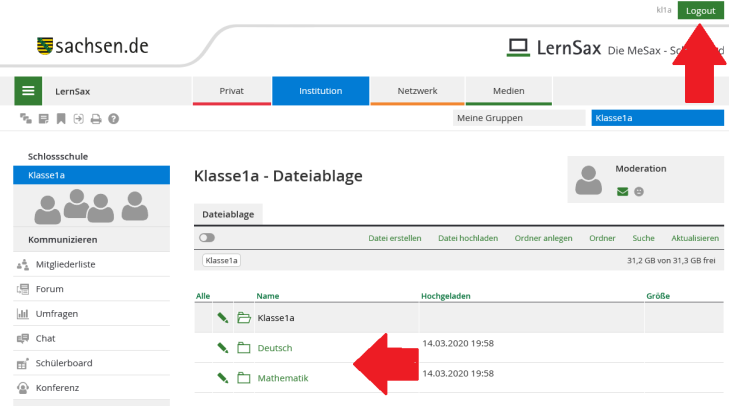 kl1a Logout
sachsen.de
LernSax Die MeSax - Sc
LernSax Privat Institution Netzwerk Medien
Meine Gruppen Klasse1a
Schlossschule
Klasse1a
Klasse1a - Dateiablage
Moderation
Dateiablage
Kommunizieren
Datei erstellen Datei hochladen Ordner anlegen Ordner Suche Aktualisieren
Klasse1a 31,2 GB von 31,3 GB frei
Mitgliederliste
Forum
Umfragen
Chat
Schülerboard
Konferenz
Alle Name Hochgeladen Größe
Klasse1a
Deutsch 14.03.2020 19:58
Mathematik 14.03.2020 19:58